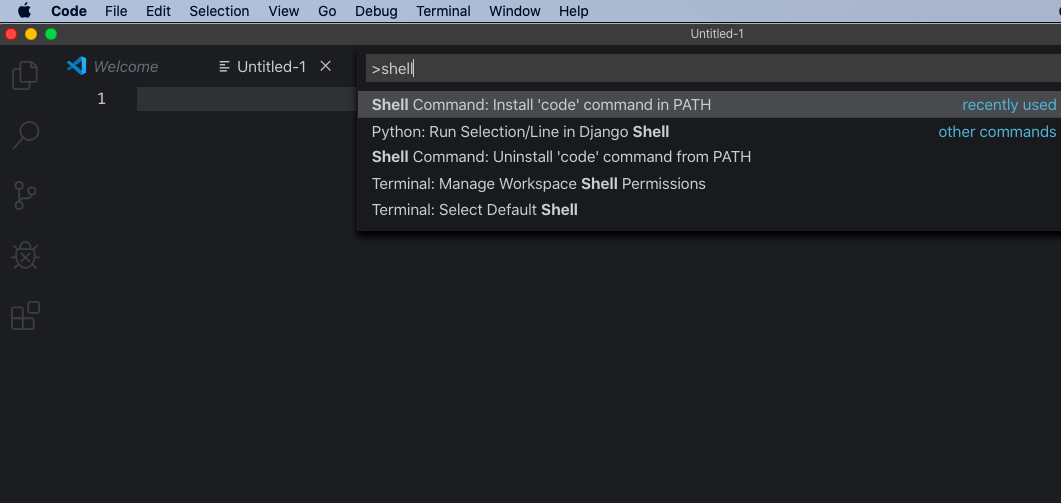 Code File Edit Selection View Go Debug Terminal Window Help
Untitled-1
Welcome Untitled-1
>shell
1
Shell Command: Install 'code' command in PATH recently used
Python: Run Selection/Line in Django Shell other commands
Shell Command: Uninstall 'code' command from PATH
Terminal: Manage Workspace Shell Permissions
Terminal: Select Default Shell